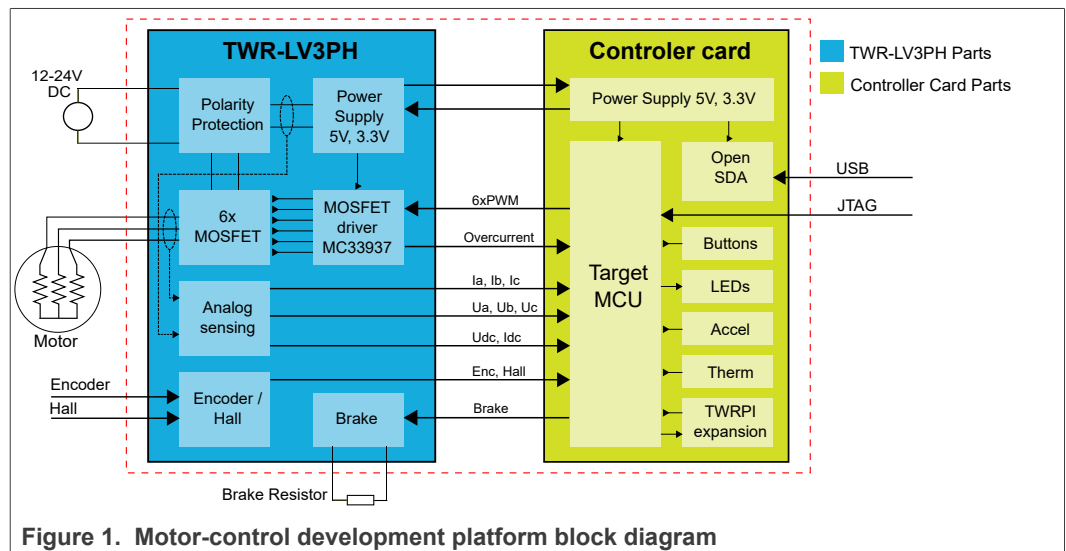 TWR-LV3PH
Controler card
TWR-LV3PH Parts
Controller Card Parts
12-24V
DC
Polarity
Protection
Power
Supply
5V, 3.3V
Power Supply 5V, 3.3V
Open
SDA
USB
JTAG
6x
MOSFET
MOSFET
driver
MC33937
6xPWM
Overcurrent
Target
MCU
Buttons
LEDs
Accel
Therm
TWRPI
expansion
Motor
Analog
sensing
Ia, Ib, Ic
Ua, Ub, Uc
Udc, Idc
Encoder
Hall
Encoder /
Hall
Enc, Hall
Brake
Brake
Brake Resistor
Figure 1. Motor-control development platform block diagram